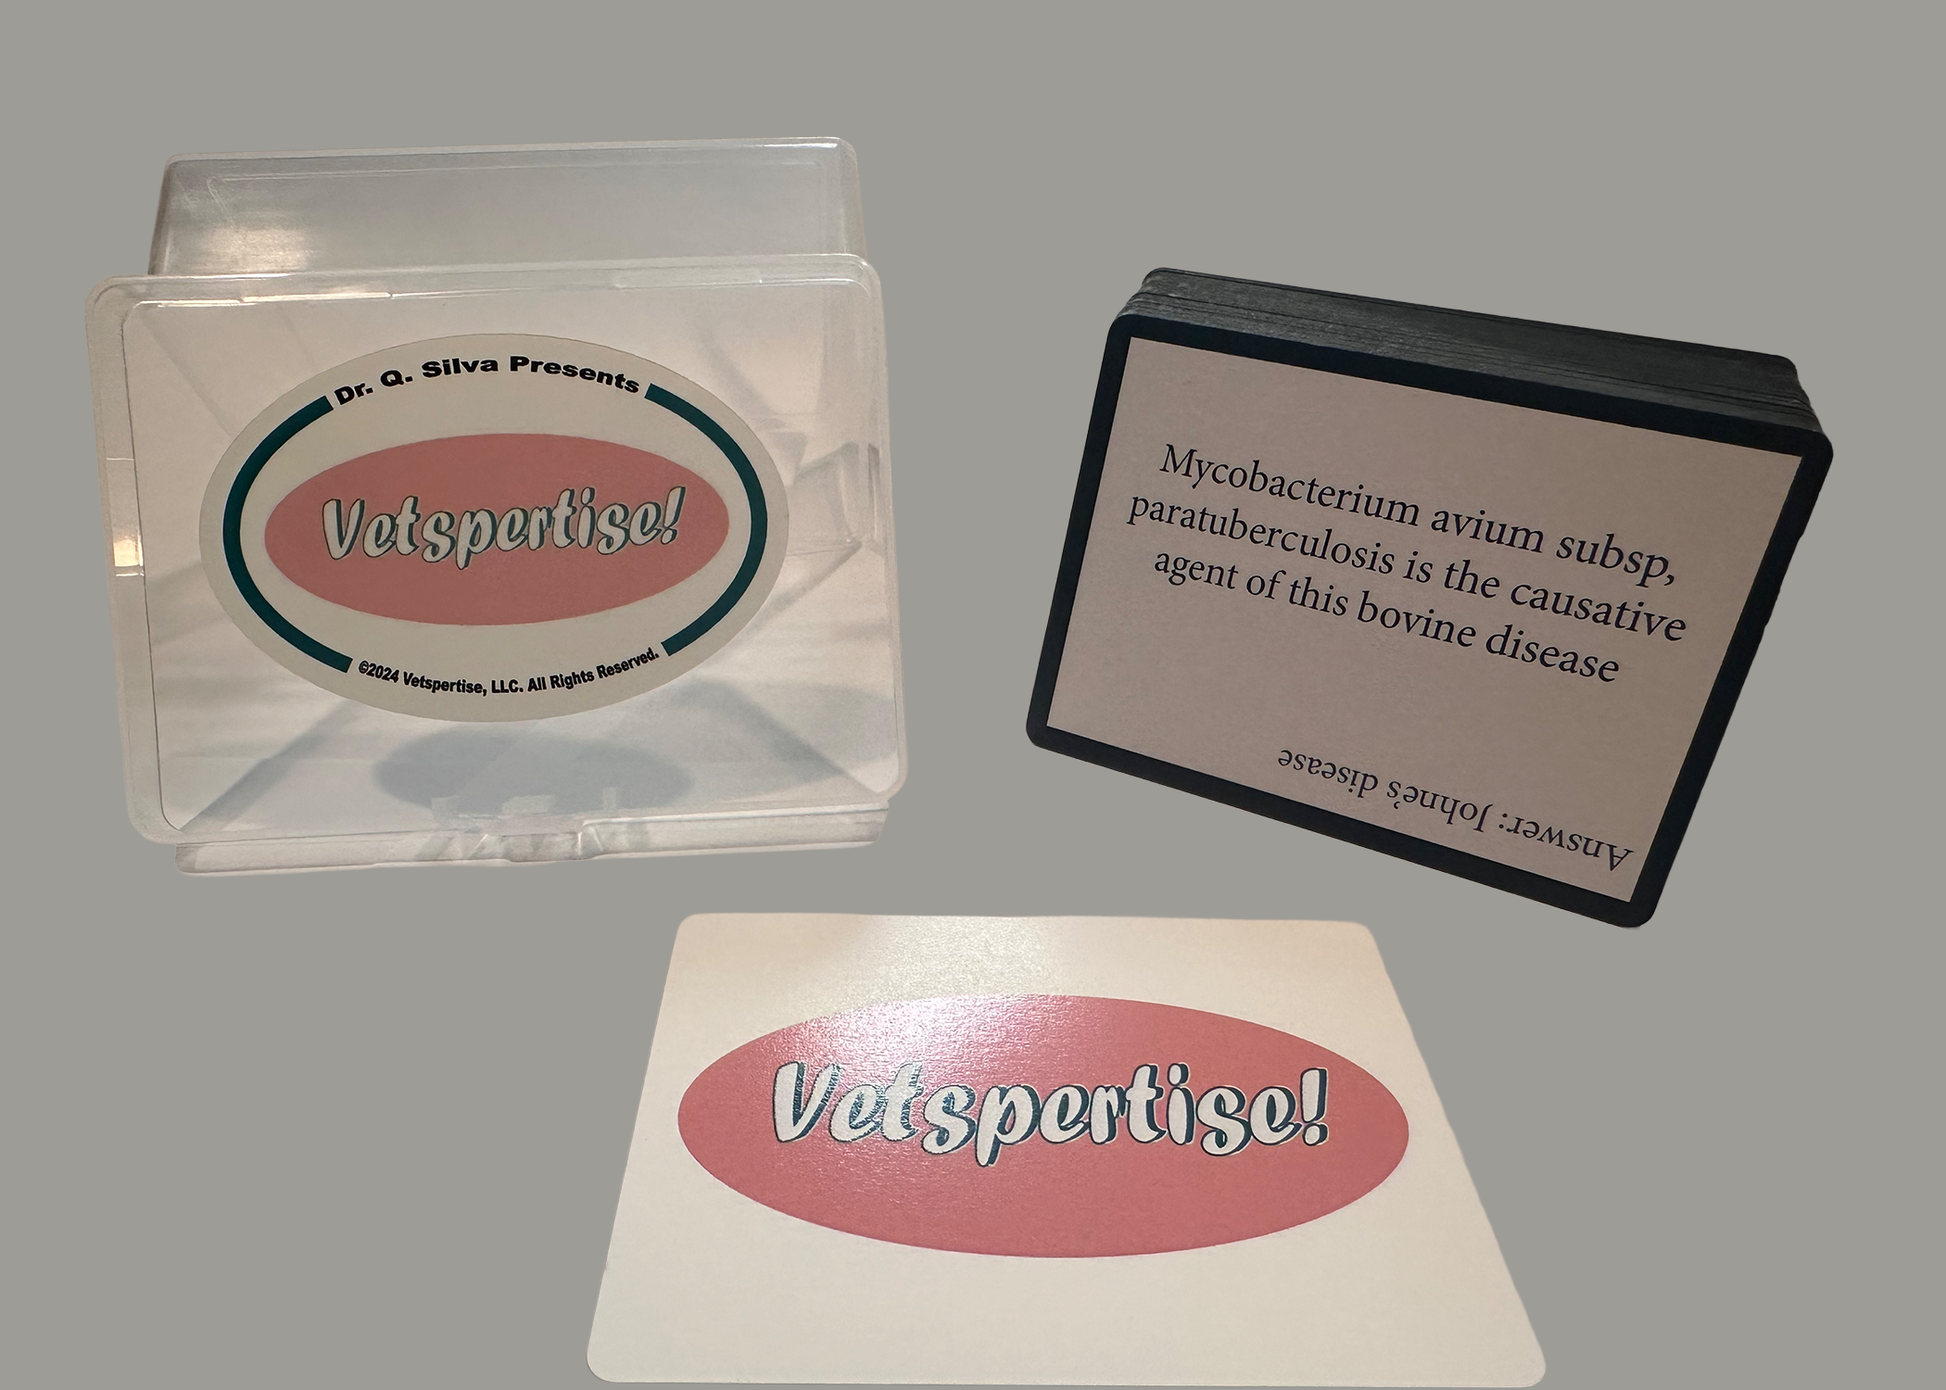 Dr. Q. Silva Presents
Vetspertise!
©2024 Vetspertise, LLC. All Rights Reserved.
Mycobacterium avium subsp,
paratuberculosis is the causative
agent of this bovine disease
Answer: Johne's disease
Vetspertise!